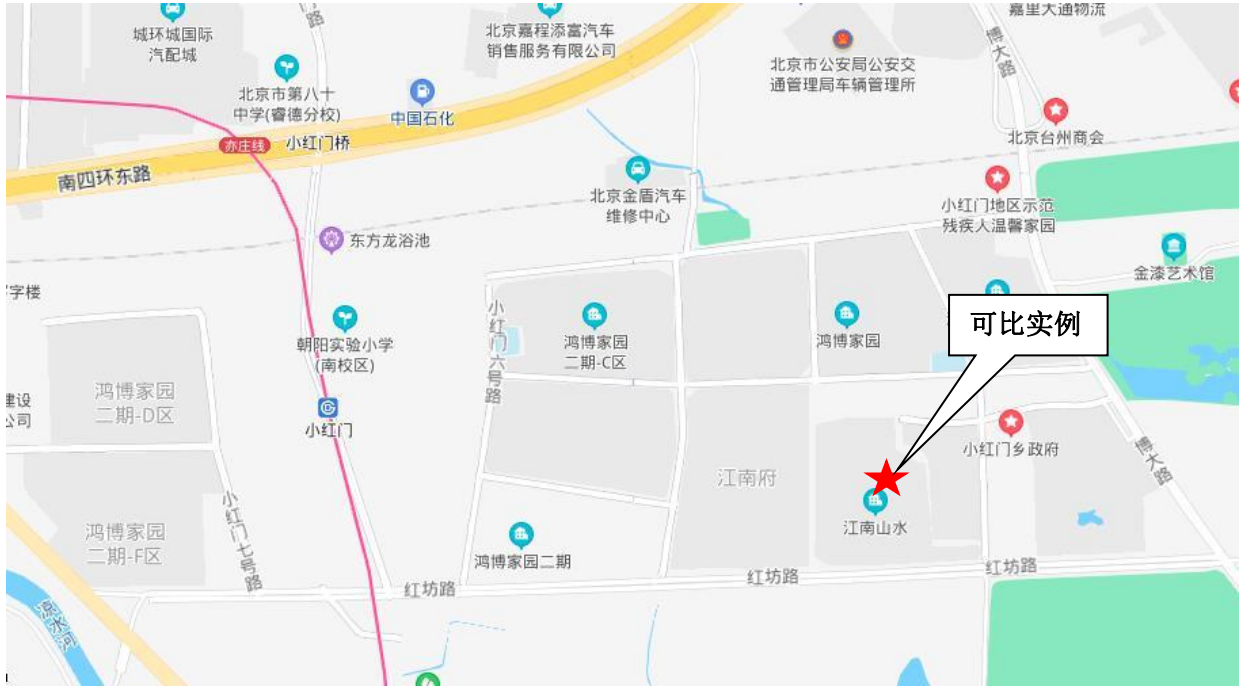 嘉里大通物流
城环城国际
汽配城
路
北京嘉程添富汽车
销售服务有限公司
博大路
北京市公安局公安交
通管理局车辆管理所
北京市第八十
中学(睿德分校)
中国石化
北京台州商会
亦庄线
小红门桥
南四环东路
北京金盾汽车
维修中心
小红门地区示范
残疾人温馨家园
东方龙浴池
金漆艺术馆
字楼
小红门六号路
可比实例
朝阳实验小学
(南校区)
鸿博家园
二期-C区
鸿博家园
鸿博家园
二期-D区
建设
公司
小红门
小红门乡政府
博大路
江南府
小红门七号路
江南山水
鸿博家园
二期-F区
鸿博家园二期
红坊路
红坊路
红坊路
凉水河